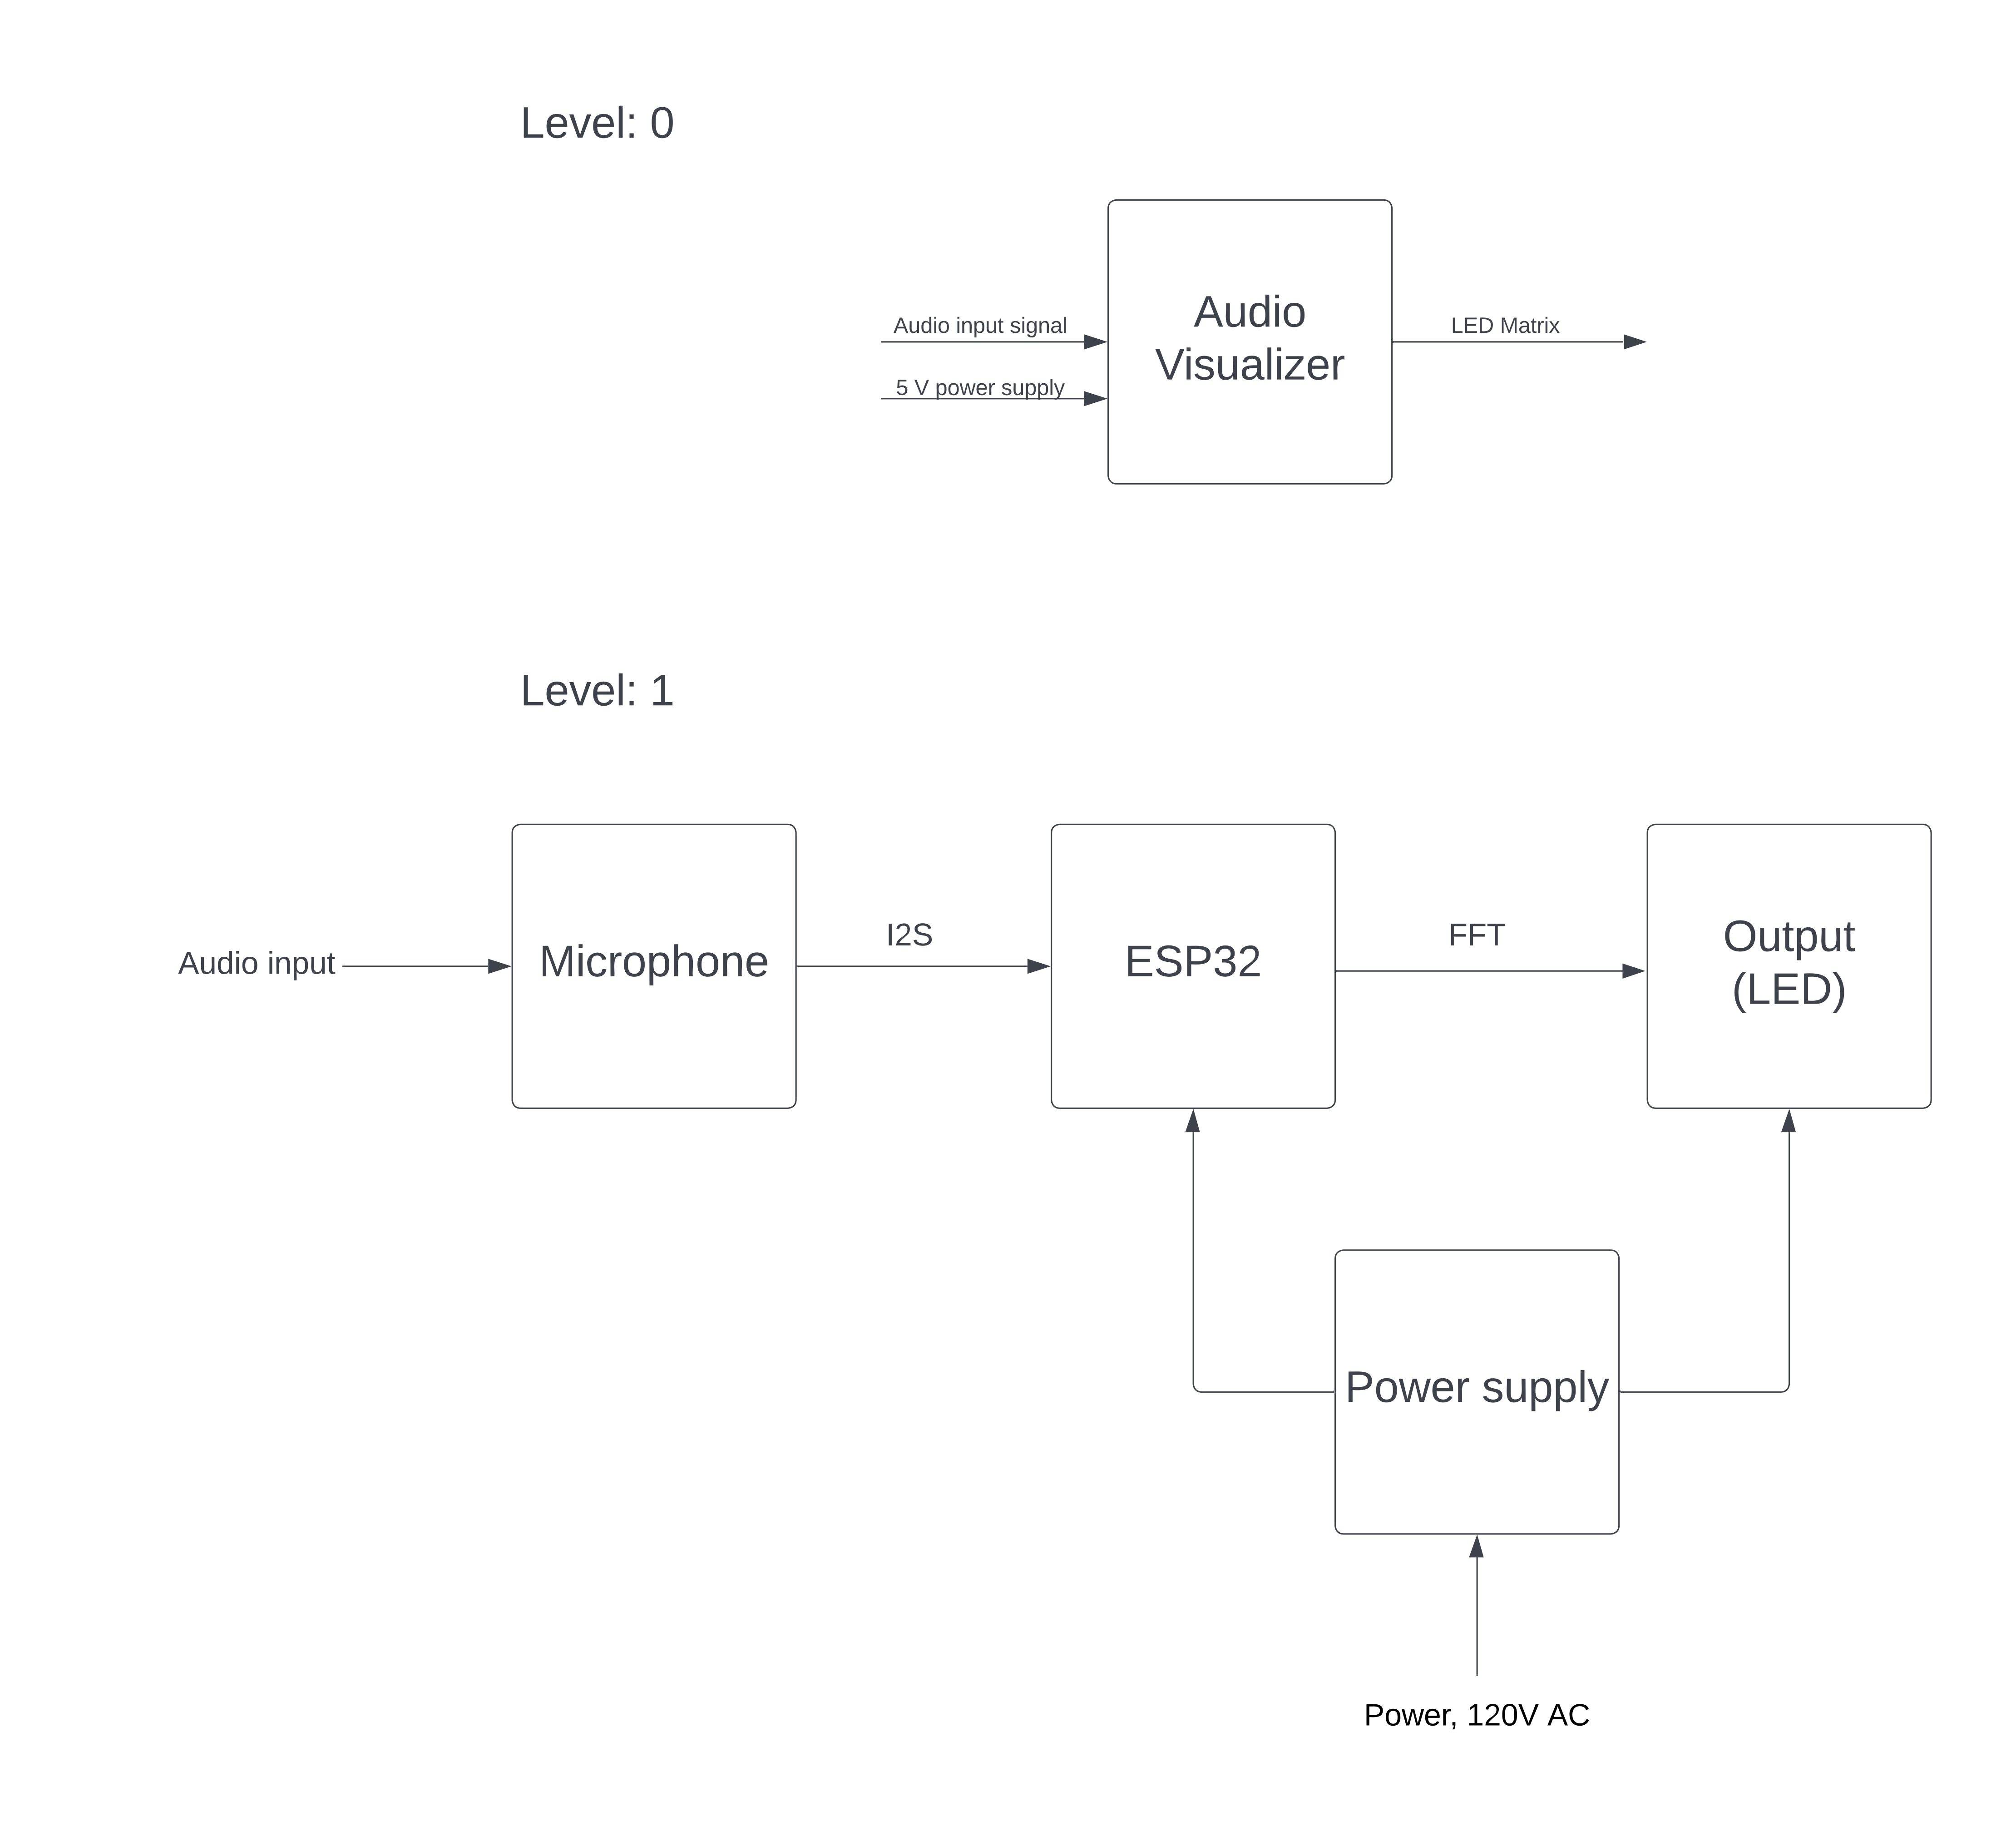 Level: 0
Audio
Visualizer
Audio input signal
5 V power supply
LED Matrix
Level: 1
Audio input
Microphone
I2S
ESP32
FFT
Output
(LED)
Power supply
Power, 120V AC